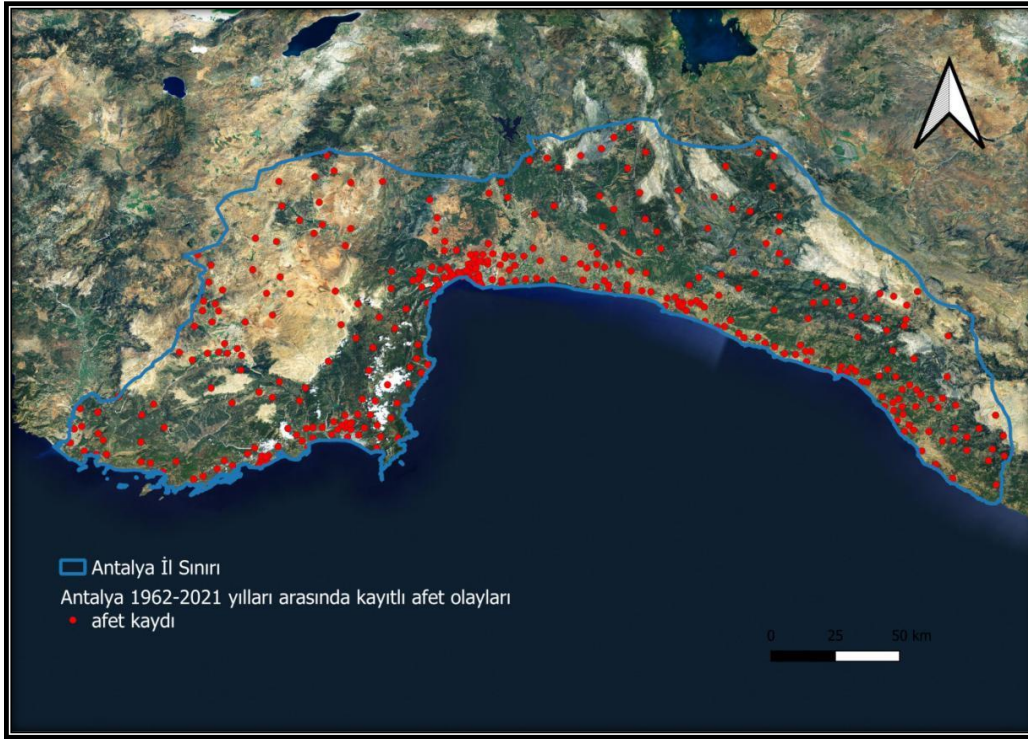 Antalya İl Sınırı
Antalya 1962-2021 yılları arasında kayıtlı afet olayları
afet kaydı
0 25 50 km